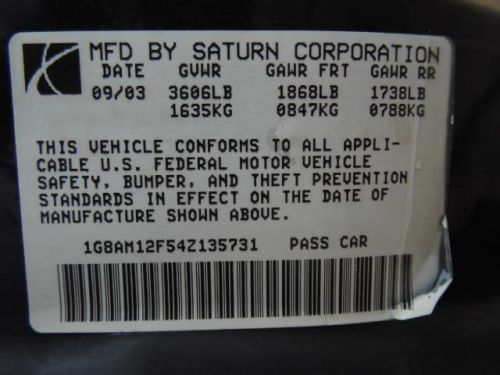 MFD BY SATURN CORPORATION
DATE GVWR GAWR FRT GAWR RR
09/03 3606LB 1868LB 1738LB
1635KG 0847KG 0788KG
THIS VEHICLE CONFORMS TO ALL APPLI-
CABLE U.S. FEDERAL MOTOR VEHICLE
SAFETY, BUMPER, AND THEFT PREVENTION
STANDARDS IN EFFECT ON THE DATE OF
MANUFACTURE SHOWN ABOVE.
1G8AM12F54Z135731 PASS CAR